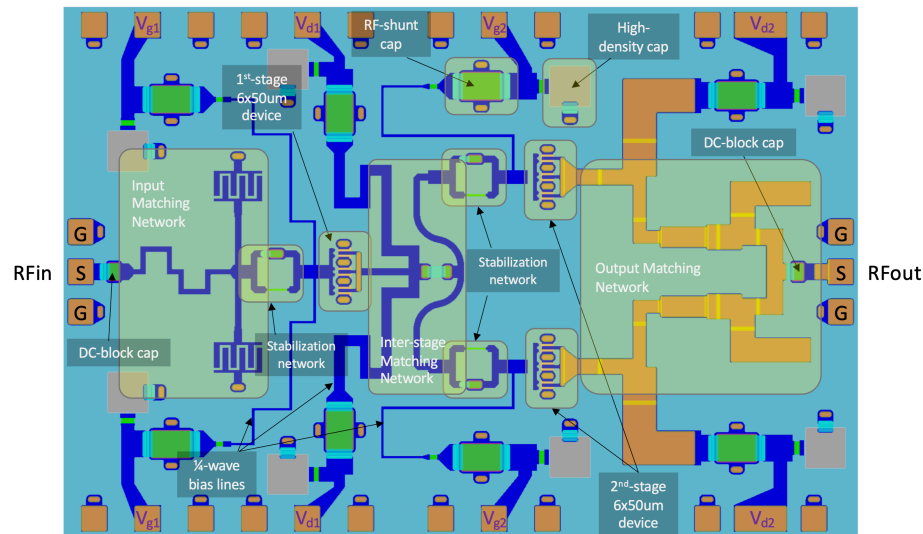 Vg1
Vd1
RF-shunt
cap
Vg2
High-
density cap
Vd2
1st-stage
6x50um
device
DC-block cap
Input
Matching
Network
G
G
RFin
S
Stabilization
network
Output Matching
Network
S
RFout
G
G
DC-block cap
Stabilization
network
Inter-stage
Matching
Network
¼-wave
bias lines
2nd-stage
6x50um
device
Vg1
Vd1
Vg2
Vd2